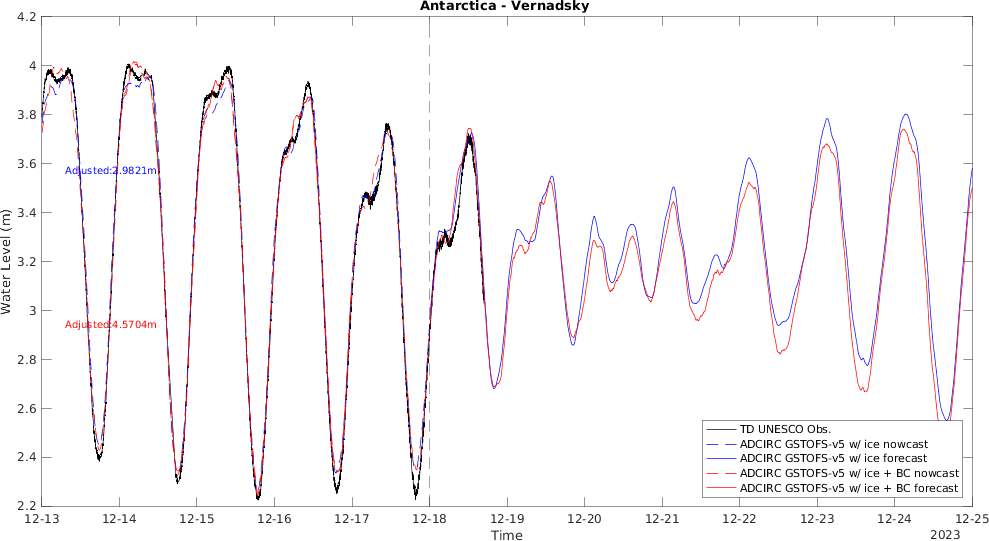 Antarctica - Vernadsky
4.2
4
3.8
3.6
3.4
3.2
3
2.8
2.6
2.4
2.2
Water Level (m)
Adjusted:2.9821m
Adjusted:4.5704m
TD UNESCO Obs.
ADCIRC GSTOFS-v5 w/ ice nowcast
ADCIRC GSTOFS-v5 w/ ice forecast
ADCIRC GSTOFS-v5 w/ ice + BC nowcast
ADCIRC GSTOFS-v5 w/ ice + BC forecast
12-13 12-14 12-15 12-16 12-17 12-18 12-19 12-20 12-21 12-22 12-23 12-24 12-25
Time
2023